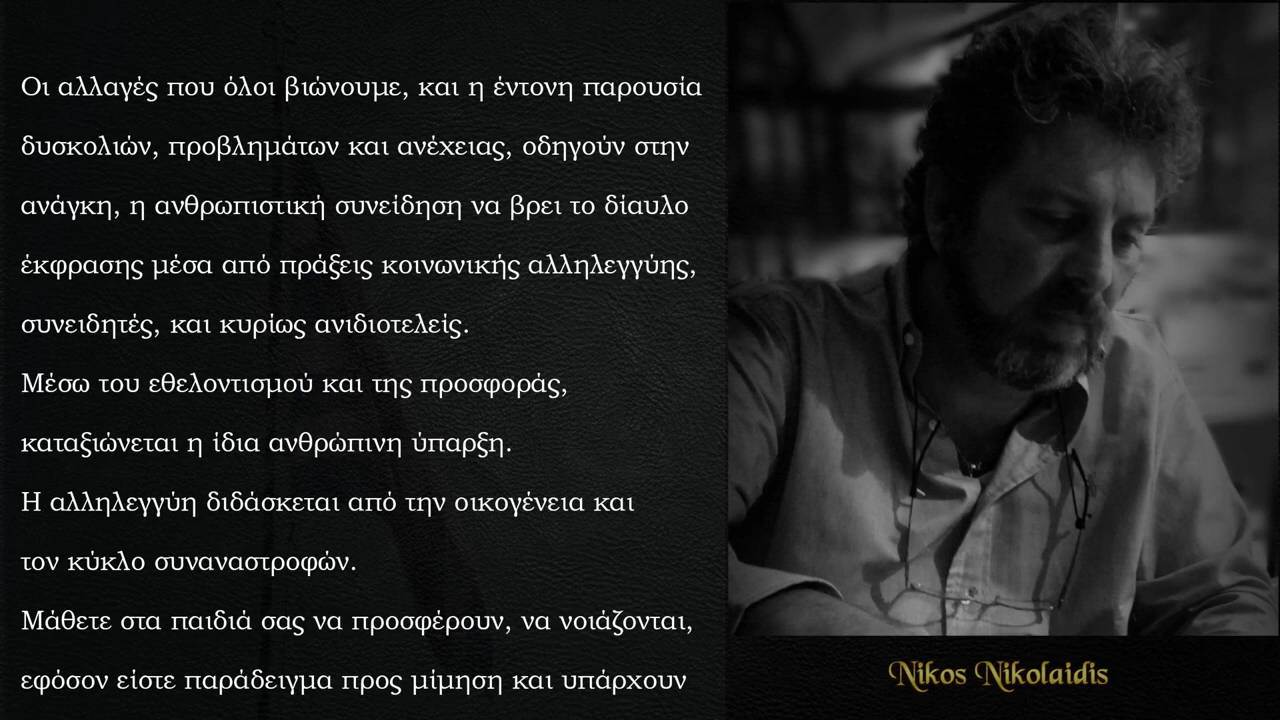 Οι αλλαγές που όλοι βιώνουμε, και η έντονη παρουσία
δυσκολιών, προβλημάτων και ανέχειας, οδηγούν στην
ανάγκη, η ανθρωπιστική συνείδηση να βρει το δίαυλο
έκφρασης μέσα από πράξεις κοινωνικής αλληλεγγύης,
συνειδητές, και κυρίως ανιδιοτελείς.
Μέσω του εθελοντισμού και της προσφοράς,
καταξιώνεται η ίδια ανθρώπινη ύπαρξη.
Η αλληλεγγύη διδάσκεται από την οικογένεια και
τον κύκλο συναναστροφών.
Μάθετε στα παιδιά σας να προσφέρουν, να νοιάζονται,
εφόσον είστε παράδειγμα προς μίμηση και υπάρχουν
Nikos Nikolaidis